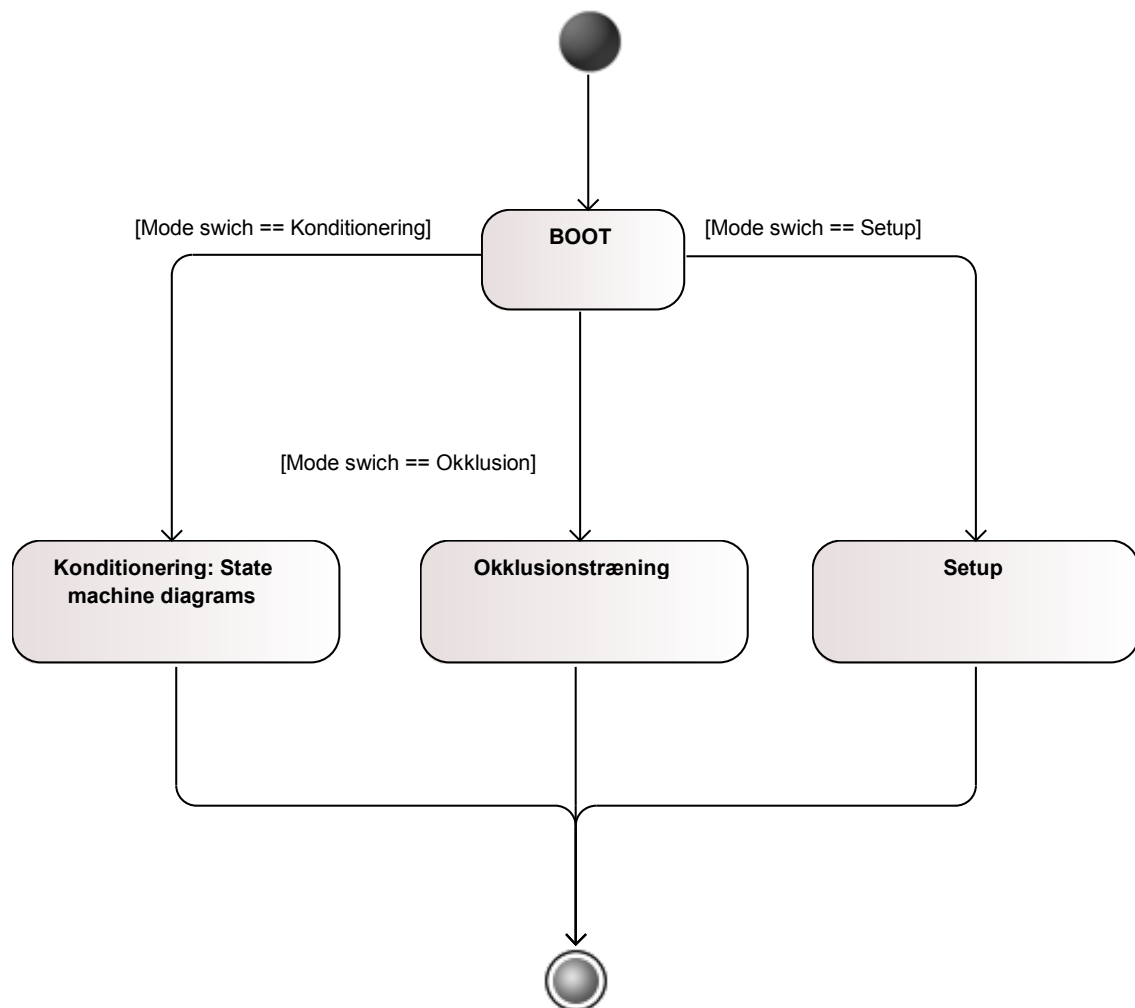 [Mode swich == Konditionering]
BOOT
[Mode swich == Setup]
[Mode swich == Okklusion]
Konditionering: State
machine diagrams
Okklusionstræning
Setup